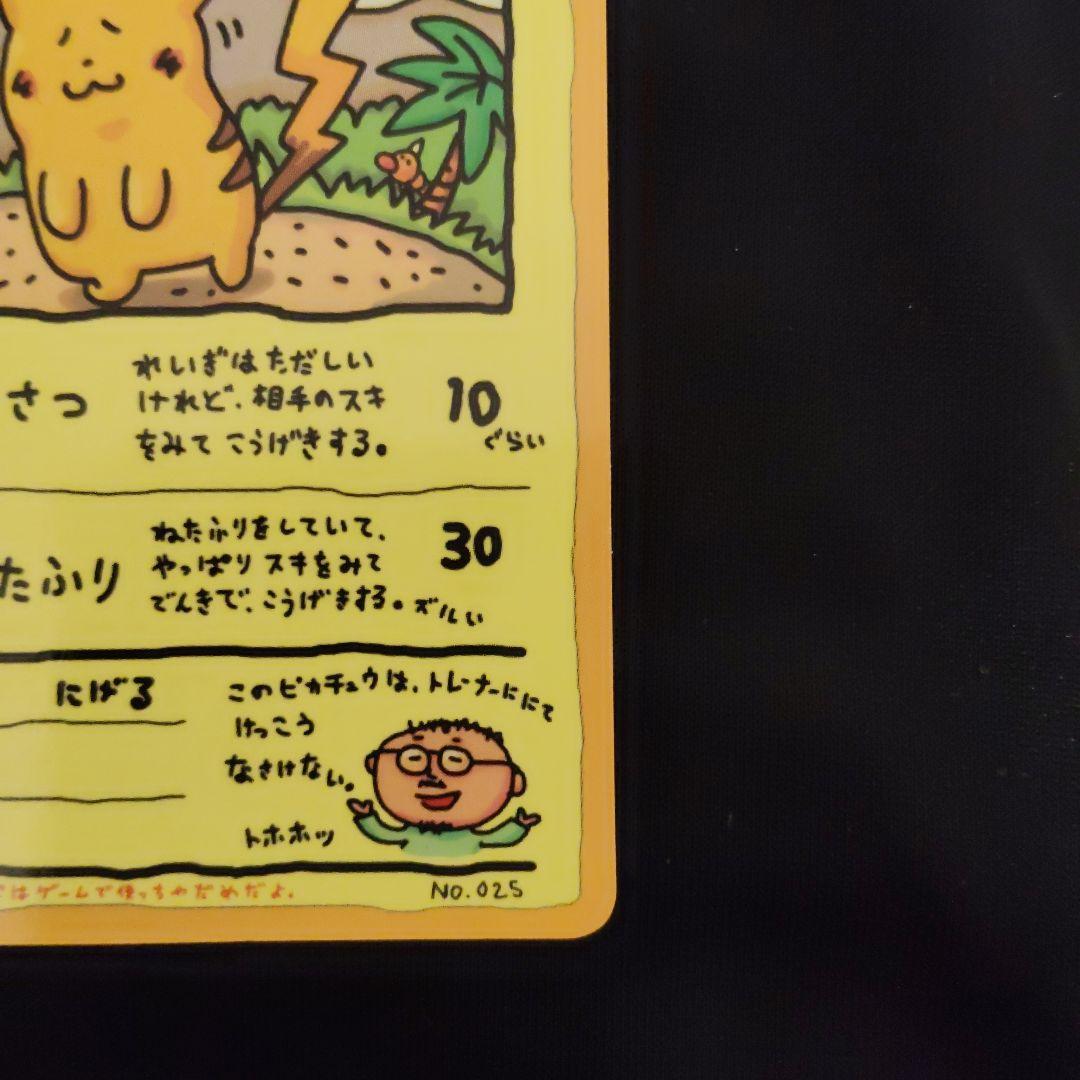 さつ
れいぎはただしい
けれど、相手のスキ
をみて こうげきする。
10
ぐらい
たふり
ねたふりをしていて、
やっぱり スキをみて
でんきで、こうげきする。ズルい
30
にげる
このピカチュウは、トレーナーににて
けっこう
なさけない。
トホホッ
はゲームで使っちゃだめだよ.
NO.025